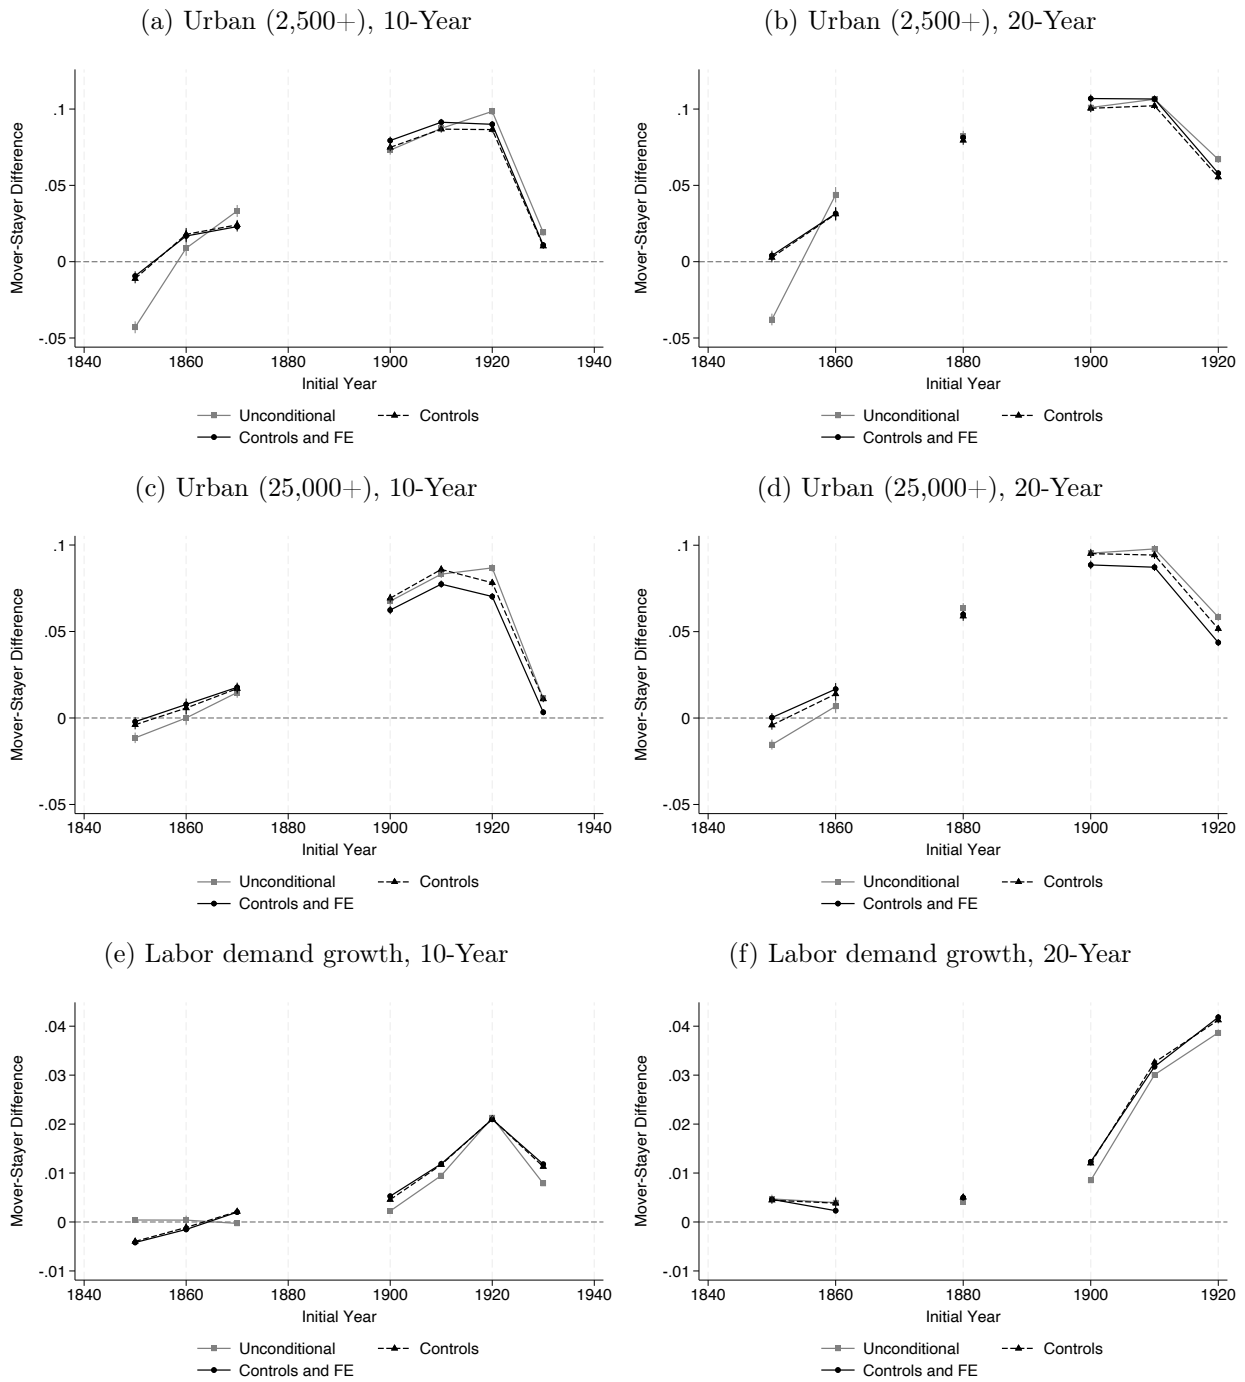 (a) Urban (2,500+), 10-Year
Mover-Stayer Difference
.1
.05
0
-.05
1840 1860 1880 1900 1920 1940
Initial Year
Unconditional Controls
Controls and FE
(b) Urban (2,500+), 20-Year
Mover-Stayer Difference
.1
.05
0
-.05
1840 1860 1880 1900 1920
Initial Year
Unconditional Controls
Controls and FE
(c) Urban (25,000+), 10-Year
Mover-Stayer Difference
.1
.05
0
-.05
1840 1860 1880 1900 1920 1940
Initial Year
Unconditional Controls
Controls and FE
(d) Urban (25,000+), 20-Year
Mover-Stayer Difference
.1
.05
0
-.05
1840 1860 1880 1900 1920
Initial Year
Unconditional Controls
Controls and FE
(e) Labor demand growth, 10-Year
Mover-Stayer Difference
.04
.03
.02
.01
0
-.01
1840 1860 1880 1900 1920 1940
Initial Year
Unconditional Controls
Controls and FE
(f) Labor demand growth, 20-Year
Mover-Stayer Difference
.04
.03
.02
.01
0
-.01
1840 1860 1880 1900 1920
Initial Year
Unconditional Controls
Controls and FE